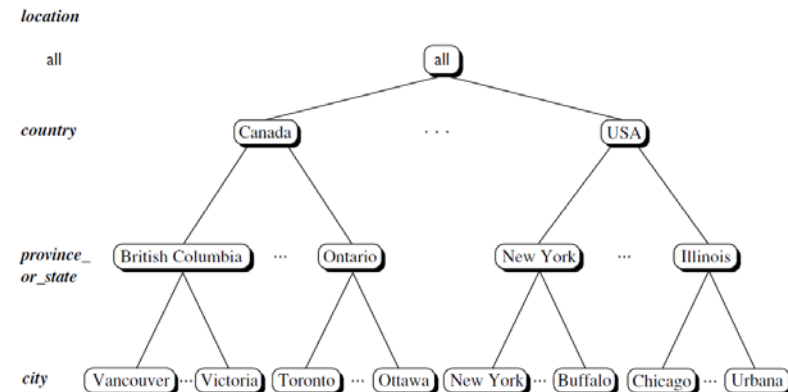 location
all all
country Canada ... USA
province_
or_state British Columbia ... Ontario New York ... Illinois
city Vancouver ... Victoria Toronto ... Ottawa New York ... Buffalo Chicago ... Urbana